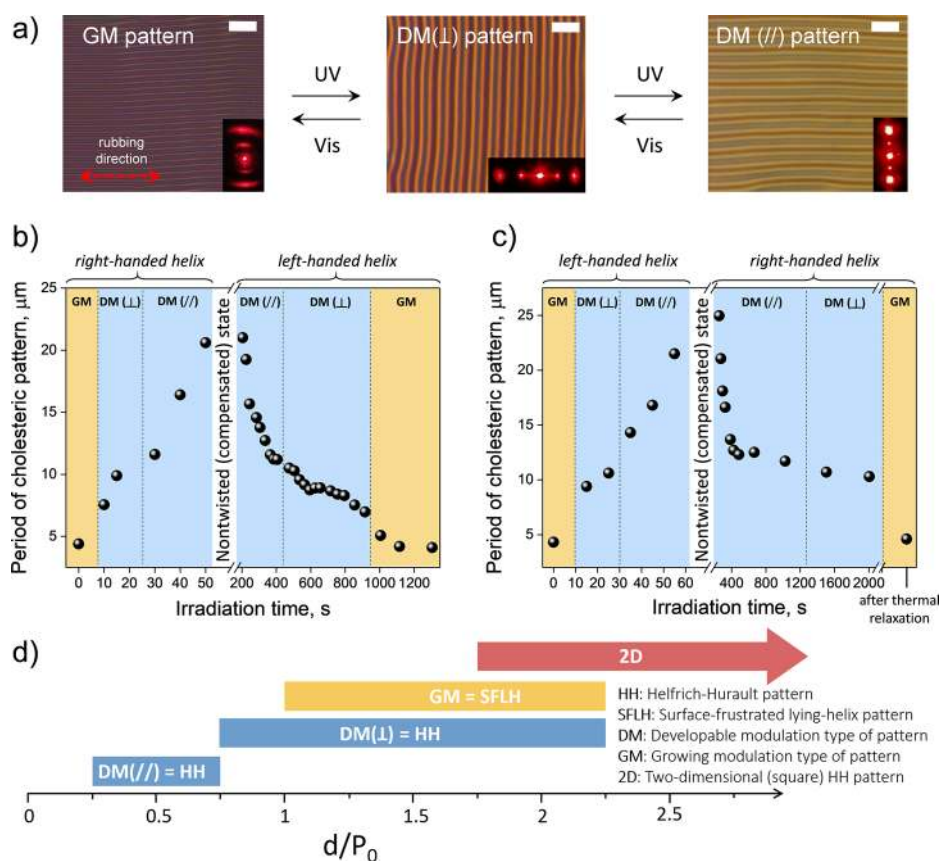 a)
GM pattern
DM(⊥) pattern
DM (//) pattern
UV
Vis
UV
Vis
rubbing
direction
b)
right-handed helix
left-handed helix
Period of cholesteric pattern, μm
25
20
15
10
5
GM
DM (⊥)
DM (//)
Nontwisted (compensated) state
DM (//)
DM (⊥)
GM
0 10 20 30 40 50
200 400 600 800 1000 1200
Irradiation time, s
c)
left-handed helix
right-handed helix
Period of cholesteric pattern, μm
25
20
15
10
5
GM
DM (⊥)
DM (//)
Nontwisted (compensated) state
DM (//)
DM (⊥)
GM
0 10 20 30 40 50 60
400 800 1200 1600 2000
Irradiation time, s
after thermal
relaxation
d)
2D
GM = SFLH
DM(⊥) = HH
DM(//) = HH
HH: Helfrich-Hurault pattern
SFLH: Surface-frustrated lying-helix pattern
DM: Developable modulation type of pattern
GM: Growing modulation type of pattern
2D: Two-dimensional (square) HH pattern
0 0.5 1 1.5 2 2.5
d/P₀